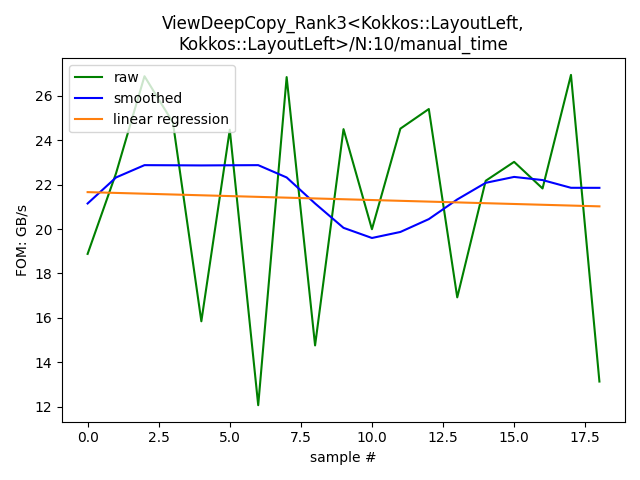 ViewDeepCopy_Rank3<Kokkos::LayoutLeft,
Kokkos::LayoutLeft>/N:10/manual_time
raw
smoothed
linear regression
FOM: GB/s
26
24
22
20
18
16
14
12
0.0
2.5
5.0
7.5
10.0
12.5
15.0
17.5
sample #